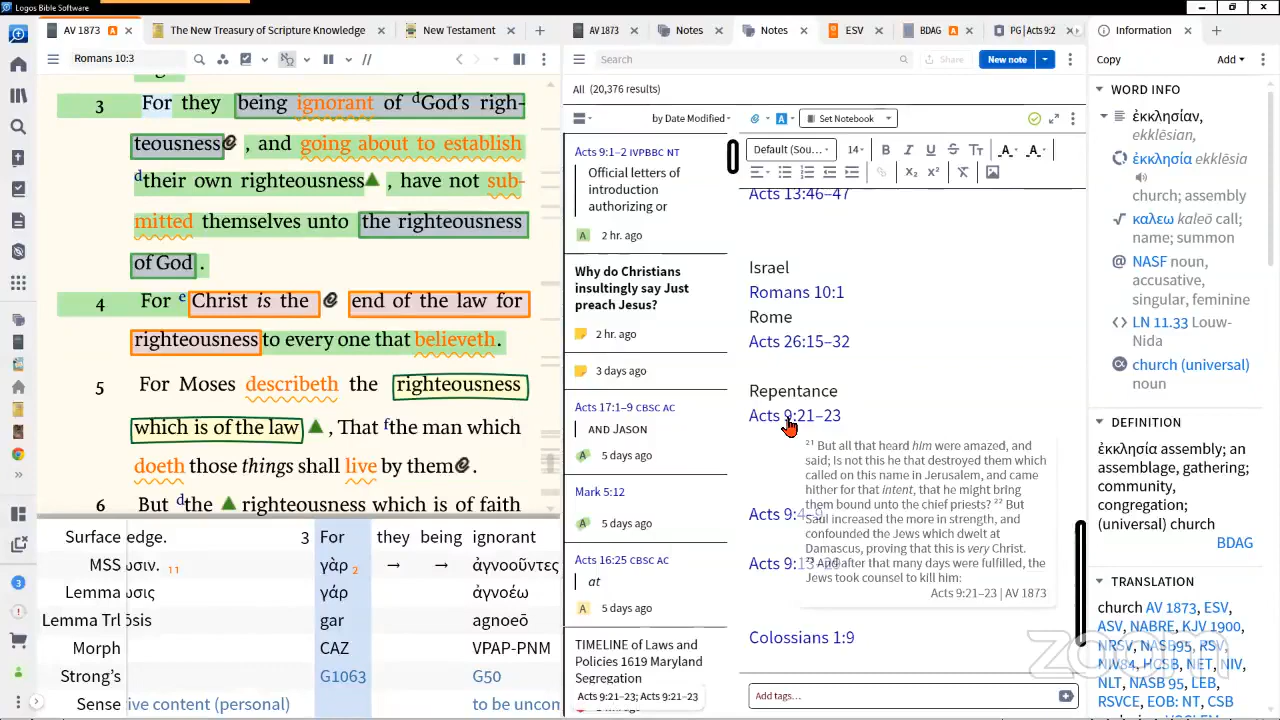 Logos Bible Software
AV 1873 A
The New Treasury of Scripture Knowledge
New Testament
AV 1873
Notes
Notes
ESV
BDAG A
PG | Acts 9:2
Information
Romans 10:3
Search
Share
New note
Copy
Add
All (20,376 results)
by Date Modified
Set Notebook
Default (Sou...
14
B I U S
3 For they being ignorant of dGod's righ-
teousness , and going about to establish
dtheir own righteousness , have not sub-
mitted themselves unto the righteousness
of God .
4 For e Christ is the end of the law for
righteousness to every one that believeth.
5 For Moses describeth the righteousness
which is of the law , That fthe man which
doeth those things shall live by them .
6 But dthe righteousness which is of faith
Surface edge. 3 For they being ignorant
MSS ωσιν. 11 γὰρ 2 → → ἀγνοοῦντες
Lemma ωσις γάρ ἀγνοέω
Lemma Trl ōsis gar agnoeō
Morph CAZ VPAP-PNM
Strong's G1063 G50
Sense ive content (personal) to be uncon
Acts 9:1–2 IVPBBC NT
Official letters of
introduction
authorizing or
A 2 hr. ago
Why do Christians
insultingly say Just
preach Jesus?
2 hr. ago
3 days ago
Acts 17:1–9 CBSC AC
AND JASON
A 5 days ago
Mark 5:12
A 5 days ago
Acts 16:25 CBSC AC
at
A 5 days ago
TIMELINE of Laws and
Policies 1619 Maryland
Segregation
Acts 9:21–23; Acts 9:21–23
Acts 13:46–47
Israel
Romans 10:1
Rome
Acts 26:15–32
Repentance
Acts 9:21–23
21 But all that heard him were amazed, and
said; is not this he that destroyed them which
called on this name in Jerusalem, and came
hither for that intent, that he might bring
them bound unto the chief priests? 22 But
Saul increased the more in strength, and
confounded the Jews which dwelt at
Damascus, proving that this is very Christ.
23 And after that many days were fulfilled, the
Jews took counsel to kill him:
Acts 9:21–23 | AV 1873
Colossians 1:9
Add tags...
WORD INFO
ἐκκλησίαν,
ekklēsian,
ἐκκλησία ekklēsia
church; assembly
καλεω kaleō call;
name; summon
NASF noun,
accusative,
singular, feminine
LN 11.33 Louw-
Nida
church (universal)
noun
DEFINITION
ἐκκλησία assembly; an
assemblage, gathering;
community,
congregation;
(universal) church
BDAG
TRANSLATION
church AV 1873, ESV,
ASV, NABRE, KJV 1900,
NRSV, NASB95, RSV,
NIV84, HCSB, NET, NIV,
NLT, NASB 95, LEB,
RSVCE, EOB: NT, CSB
zoom